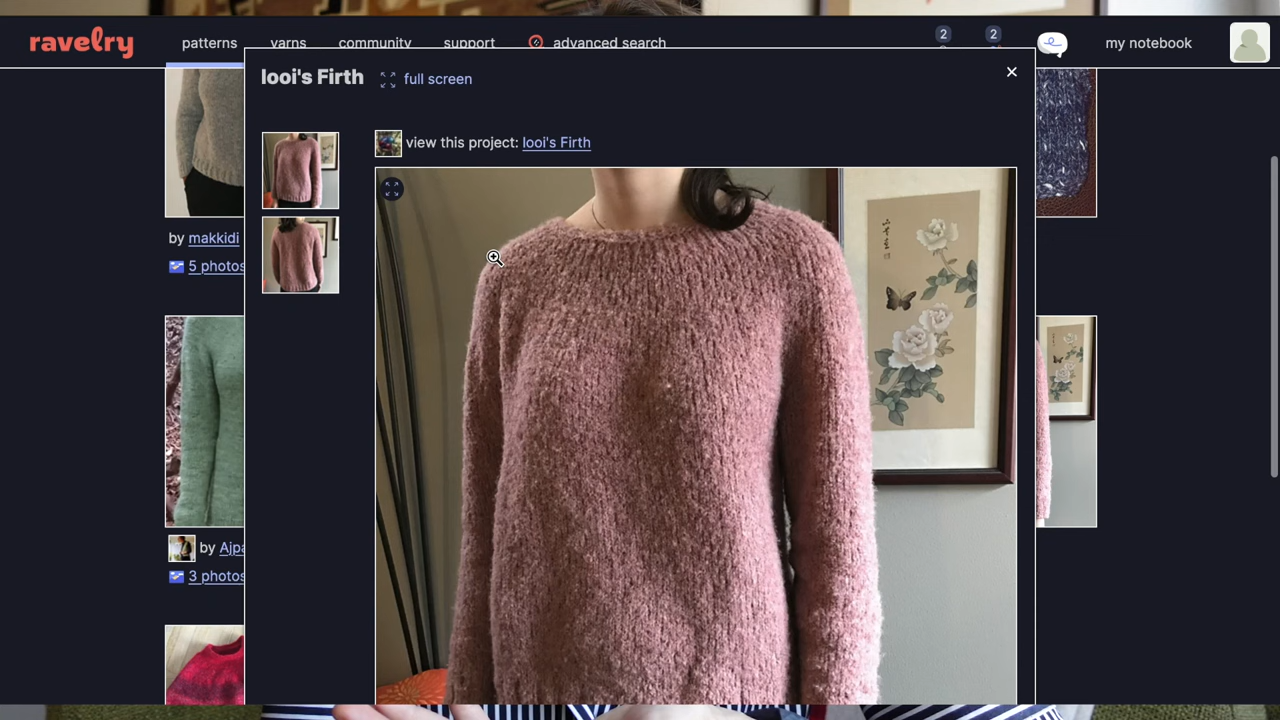 ravelry
patterns
yarns
community
support
advanced search
2
2
my notebook
looi's Firth
full screen
view this project: looi's Firth
by makkidi
5 photos
by Ajpa
3 photos